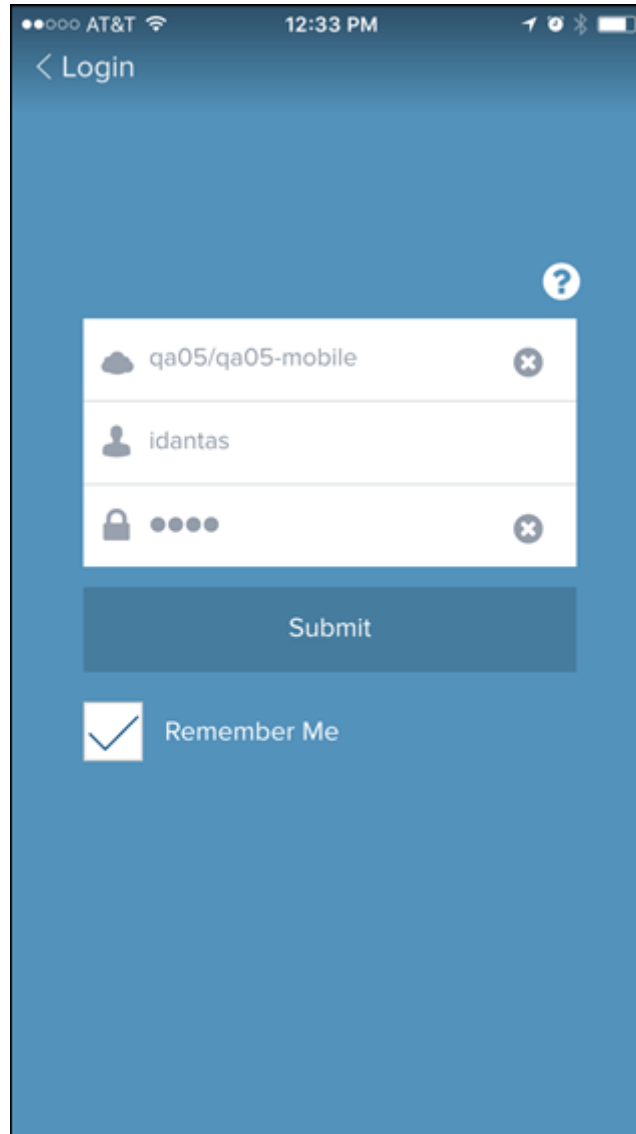 AT&T 12:33 PM
Login
?
qa05/qa05-mobile
idantas
••••
Submit
Remember Me